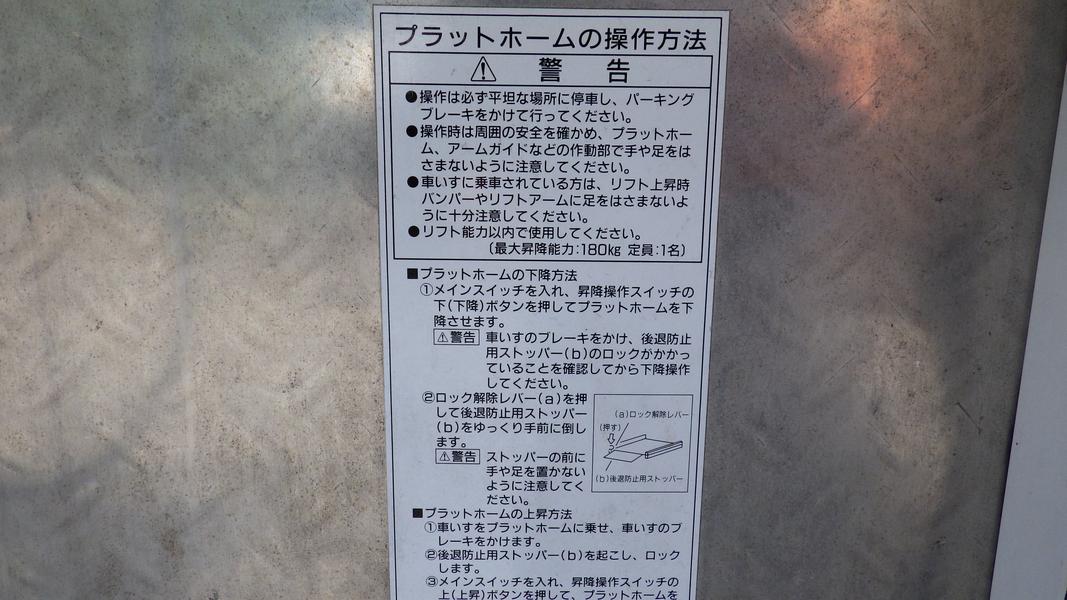 プラットホームの操作方法
警 告
●操作は必ず平坦な場所に停車し、パーキング
ブレーキをかけて行ってください。
●操作時は周囲の安全を確かめ、プラットホー
ム、アームガイドなどの作動部で手や足をは
さまないように注意してください。
●車いすに乗車されている方は、リフト上昇時
バンパーやリフトアームに足をはさまないよ
うに十分注意してください。
●リフト能力以内で使用してください。
(最大昇降能力:180kg 定員:1名)
■プラットホームの下降方法
①メインスイッチを入れ、昇降操作スイッチの
下(下降)ボタンを押してプラットホームを下
降させます。
⚠警告 車いすのブレーキをかけ、後退防止
用ストッパー(b)のロックがかかっ
ていることを確認してから下降操作
してください。
②ロック解除レバー(a)を押
して後退防止用ストッパー
(b)をゆっくり手前に倒し
ます。
⚠警告 ストッパーの前に
手や足を置かない
ように注意してく
ださい。
(a)ロック解除レバー
(押す)
(b)後退防止用ストッパー
■プラットホームの上昇方法
①車いすをプラットホームに乗せ、車いすのブ
レーキをかけます。
②後退防止用ストッパー(b)を起こし、ロック
します。
③メインスイッチを入れ、昇降操作スイッチの
上(上昇)ボタンを押して、プラットホームを